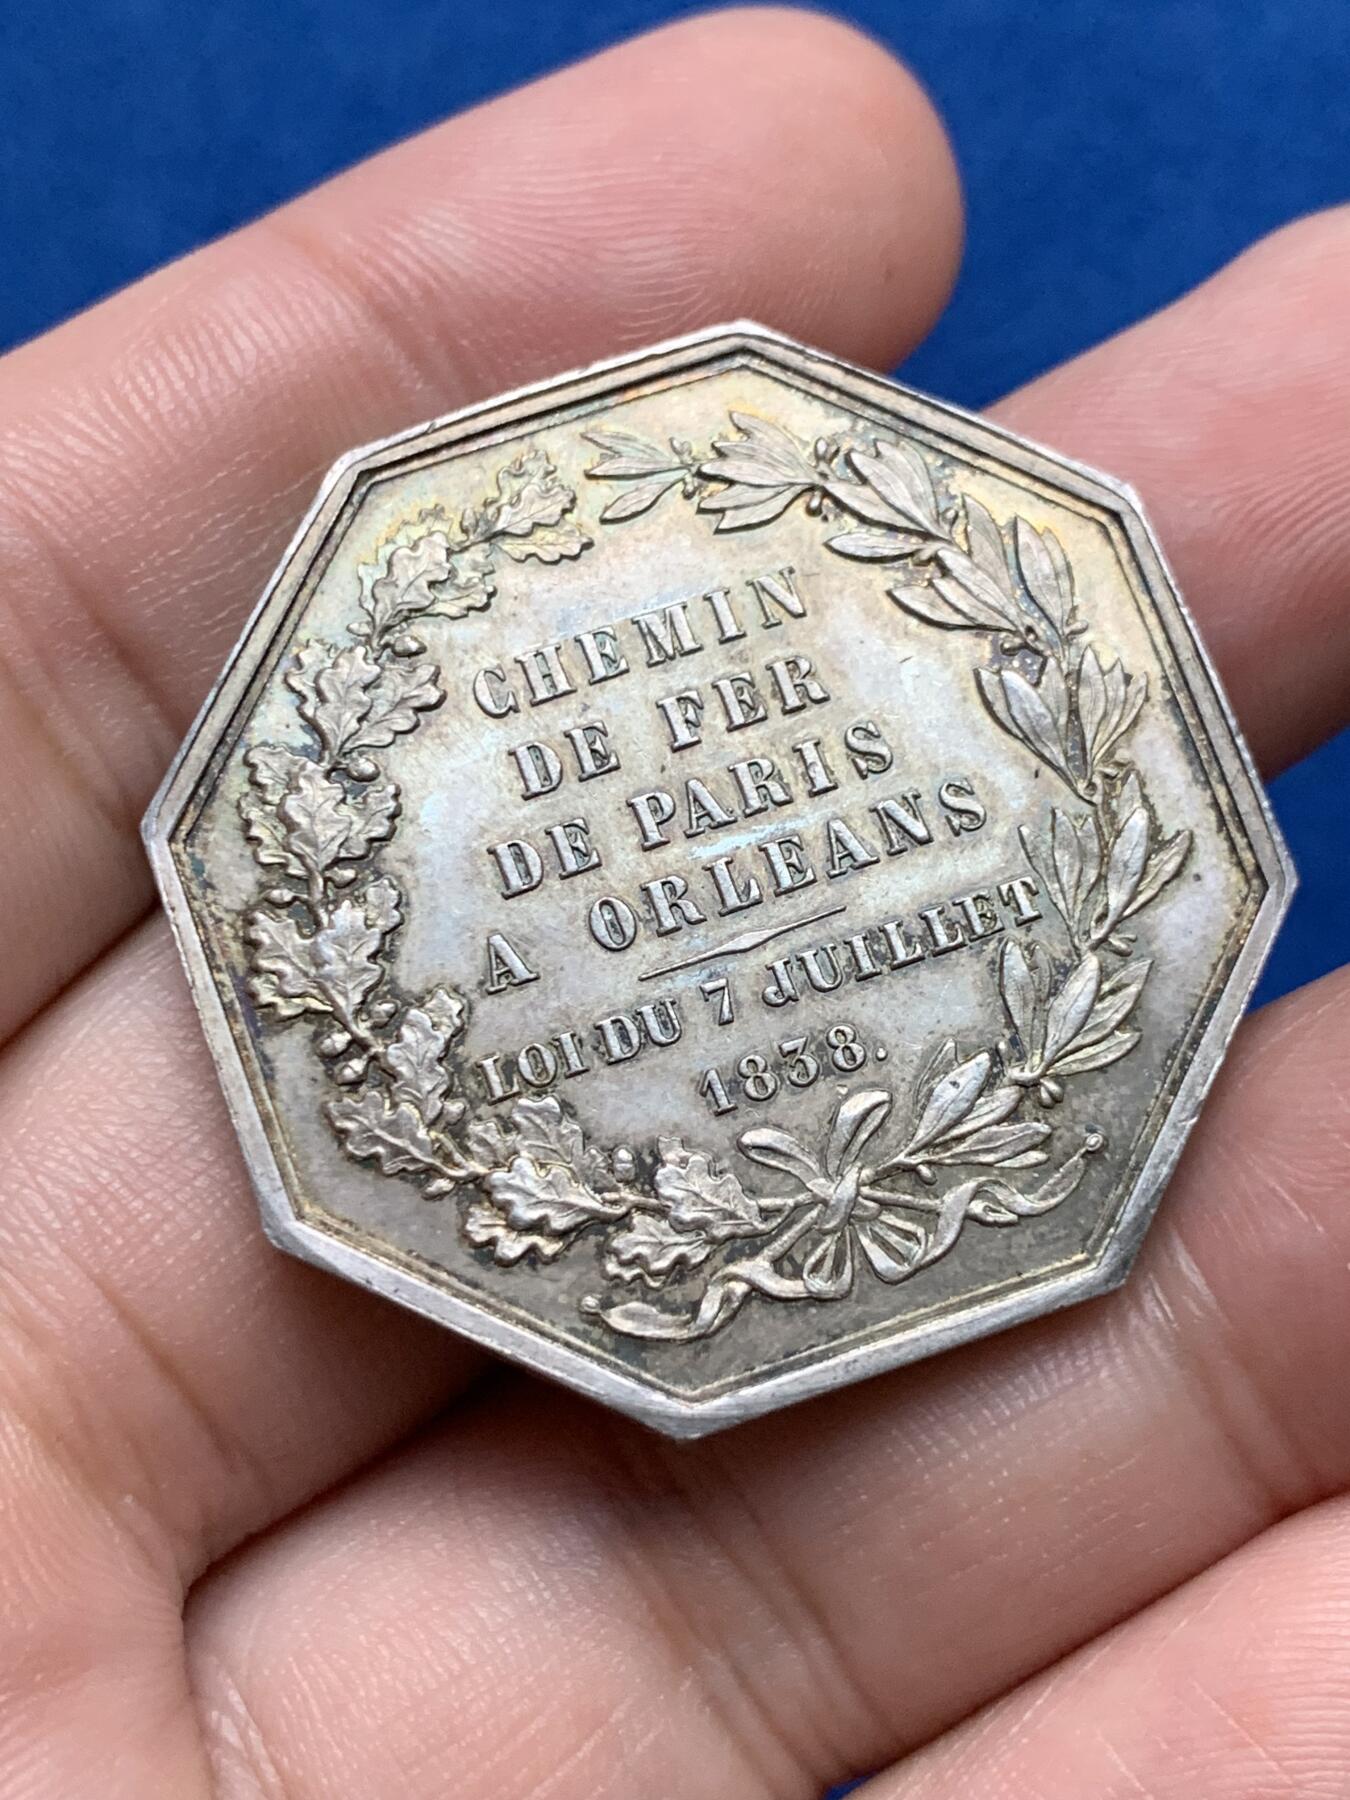 CHEMIN
DE FER
DE PARIS
A ORLEANS
LOI DU 7 JUILLET
1838.